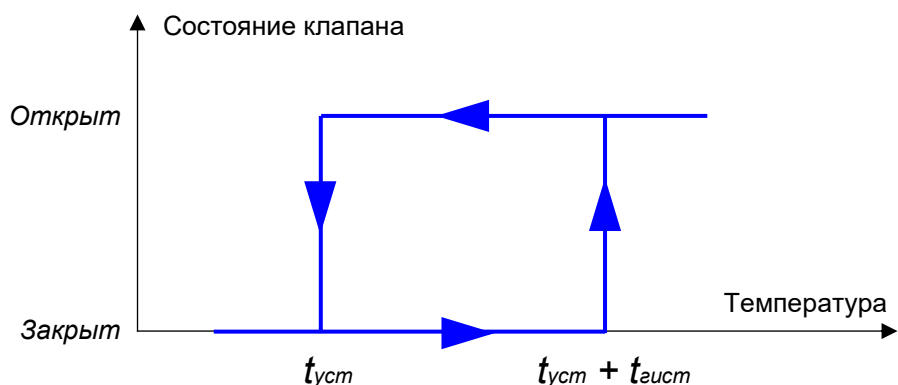 Состояние клапана
Открыт
Температура
Закрыт
tуст
tуст + tгист